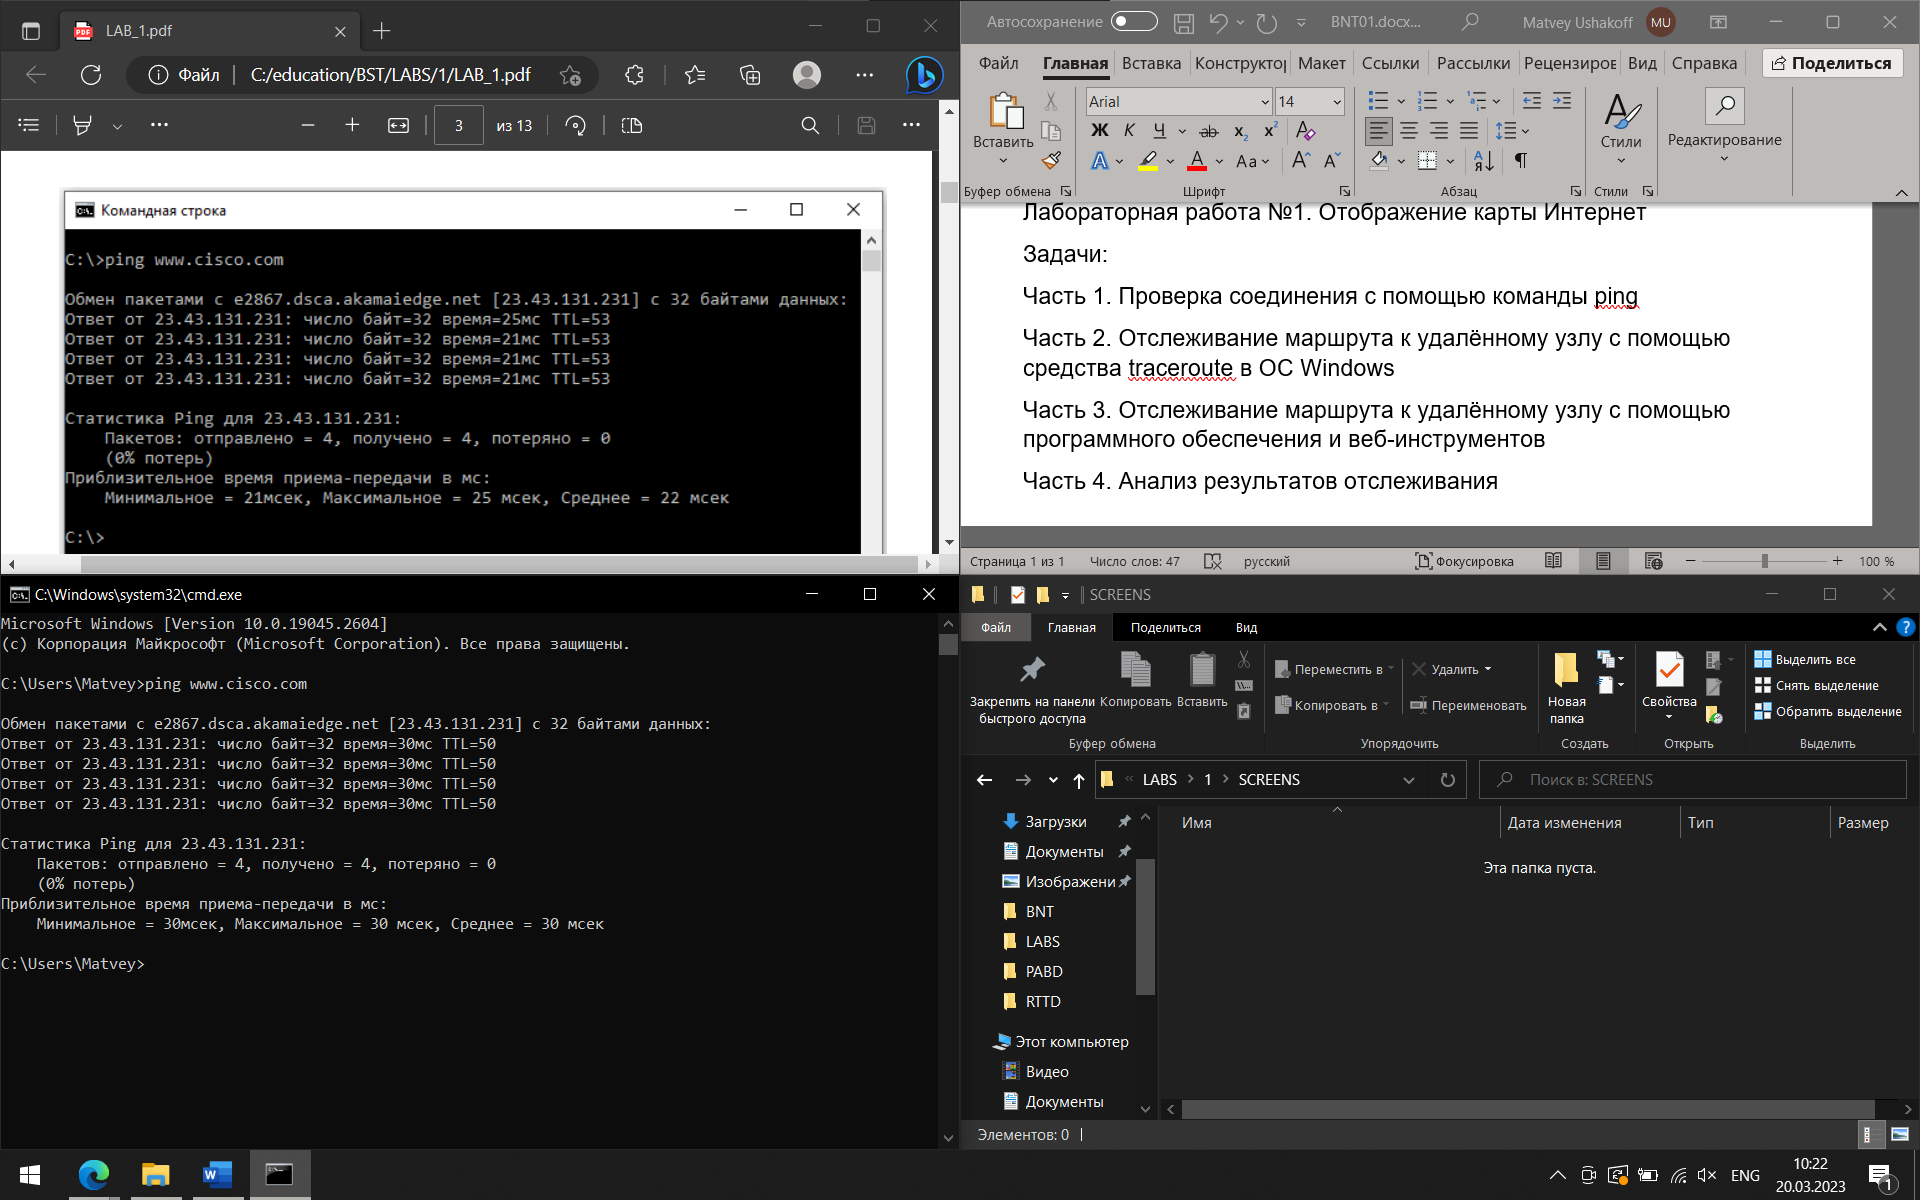 LAB_1.pdf
Файл
C:/education/BST/LABS/1/LAB_1.pdf
3 из 13
Командная строка
C:\>ping www.cisco.com
Обмен пакетами с e2867.dsca.akamaiedge.net [23.43.131.231] с 32 байтами данных:
Ответ от 23.43.131.231: число байт=32 время=25мс TTL=53
Ответ от 23.43.131.231: число байт=32 время=21мс TTL=53
Ответ от 23.43.131.231: число байт=32 время=21мс TTL=53
Ответ от 23.43.131.231: число байт=32 время=21мс TTL=53
Статистика Ping для 23.43.131.231:
Пакетов: отправлено = 4, получено = 4, потеряно = 0
(0% потерь)
Приблизительное время приема-передачи в мс:
Минимальное = 21мсек, Максимальное = 25 мсек, Среднее = 22 мсек
C:\>
Автосохранение
BNT01.docx...
Matvey Ushakoff
MU
Файл Главная Вставка Конструктор Макет Ссылки Рассылки Рецензиров Вид Справка
Поделиться
Вставить
Буфер обмена
Arial 14
Ж К Ч ab x₂ x²
Aa
Шрифт
Абзац
Стили
Стили
Редактирование
Лабораторная работа №1. Отображение карты Интернет
Задачи:
Часть 1. Проверка соединения с помощью команды ping
Часть 2. Отслеживание маршрута к удалённому узлу с помощью
средства traceroute в ОС Windows
Часть 3. Отслеживание маршрута к удалённому узлу с помощью
программного обеспечения и веб-инструментов
Часть 4. Анализ результатов отслеживания
Страница 1 из 1 Число слов: 47 русский Фокусировка 100 %
C:\Windows\system32\cmd.exe
Microsoft Windows [Version 10.0.19045.2604]
(c) Корпорация Майкрософт (Microsoft Corporation). Все права защищены.
C:\Users\Matvey>ping www.cisco.com
Обмен пакетами с e2867.dsca.akamaiedge.net [23.43.131.231] с 32 байтами данных:
Ответ от 23.43.131.231: число байт=32 время=30мс TTL=50
Ответ от 23.43.131.231: число байт=32 время=30мс TTL=50
Ответ от 23.43.131.231: число байт=32 время=30мс TTL=50
Ответ от 23.43.131.231: число байт=32 время=30мс TTL=50
Статистика Ping для 23.43.131.231:
Пакетов: отправлено = 4, получено = 4, потеряно = 0
(0% потерь)
Приблизительное время приема-передачи в мс:
Минимальное = 30мсек, Максимальное = 30 мсек, Среднее = 30 мсек
C:\Users\Matvey>
SCREENS
Файл Главная Поделиться Вид
Закрепить на панели
быстрого доступа
Копировать
Вставить
Буфер обмена
Переместить в
Копировать в
Удалить
Переименовать
Упорядочить
Новая
папка
Создать
Свойства
Открыть
Выделить все
Снять выделение
Обратить выделение
Выделить
LABS 1 SCREENS
Поиск в: SCREENS
Загрузки
Документы
Изображени
BNT
LABS
PABD
RTTD
Этот компьютер
Видео
Документы
Имя Дата изменения Тип Размер
Эта папка пуста.
Элементов: 0
ENG
10:22
20.03.2023
1